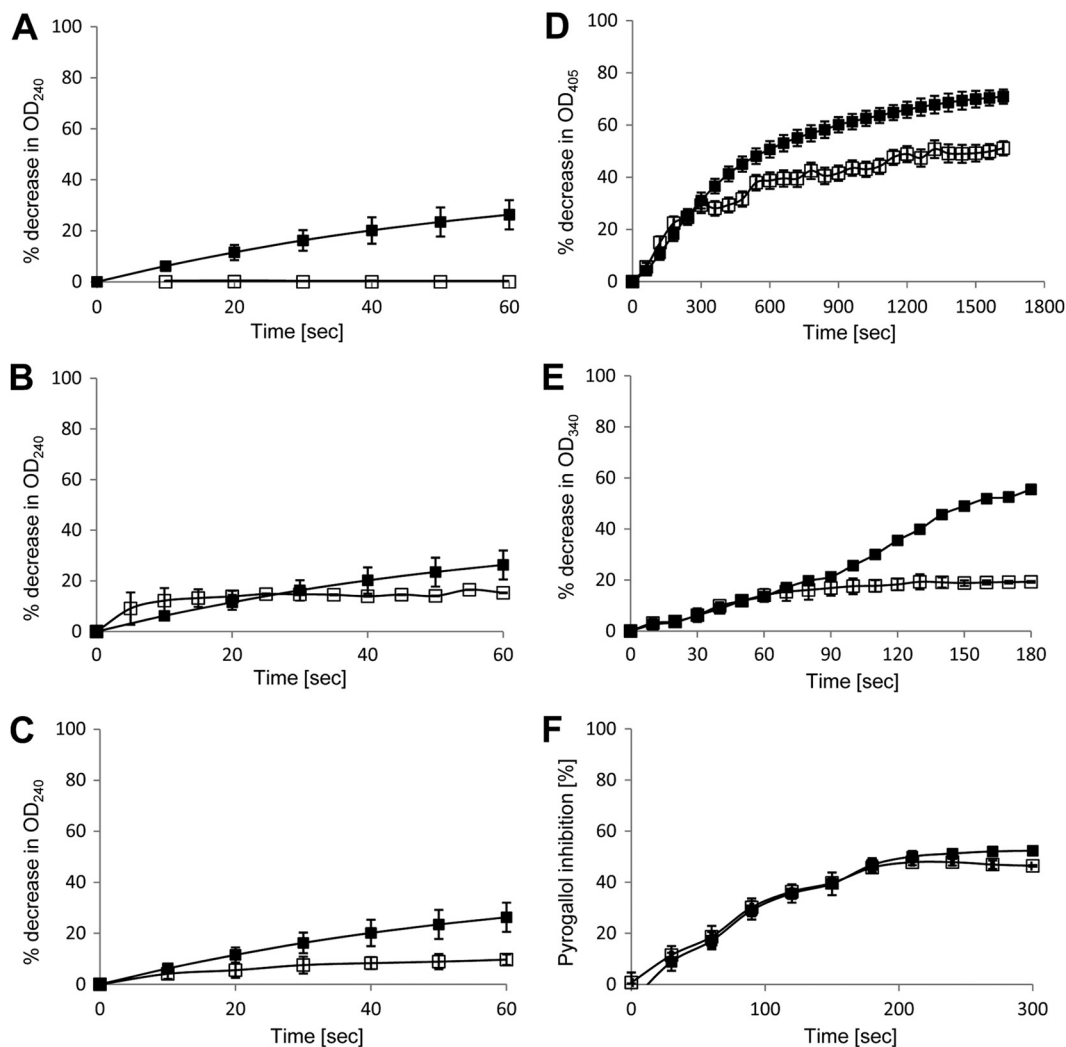 A
% decrease in OD240
100
80
60
40
20
0
0 20 40 60
Time [sec]
B
% decrease in OD240
100
80
60
40
20
0
0 20 40 60
Time [sec]
C
% decrease in OD240
100
80
60
40
20
0
0 20 40 60
Time [sec]
D
% decrease in OD405
100
80
60
40
20
0
0 300 600 900 1200 1500 1800
Time [sec]
E
% decrease in OD340
100
80
60
40
20
0
0 30 60 90 120 150 180
Time [sec]
F
Pyrogallol inhibition [%]
100
80
60
40
20
0
0 100 200 300
Time [sec]